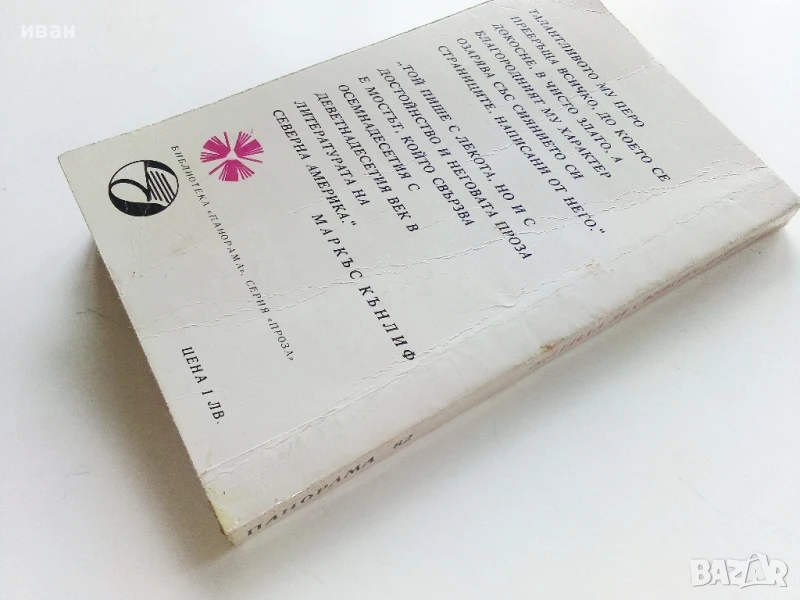 иван
ТАЛАНТЛИВОТО МУ ПЕРО
ПРЕВРЪЩА ВСИЧКО, ДО КОЕТО СЕ
ДОКОСНЕ, В ЧИСТО ЗЛАТО, А
БЛАГОРОДНИЯТ МУ ХАРАКТЕР
ОЗАРЯВА СЪС СИЯНИЕТО СИ
СТРАНИЦИТЕ, НАПИСАНИ ОТ НЕГО."
„ТОЙ ПИШЕ С ЛЕКОТА, НО И С
ДОСТОЙНСТВО И НЕГОВАТА ПРОЗА
Е МОСТЪТ, КОЙТО СВЪРЗВА
ОСЕМНАДЕСЕТИЯ С
ДЕВЕТНАДЕСЕТИЯ ВЕК В
ЛИТЕРАТУРАТА НА
СЕВЕРНА АМЕРИКА."
МАРКЪС КЪНЛИФ
БИБЛИОТЕКА «ПАНОРАМА», СЕРИЯ «ПРОЗА»
ЦЕНА 1 ЛВ.
ПАНОРАМА 82
BAZAR